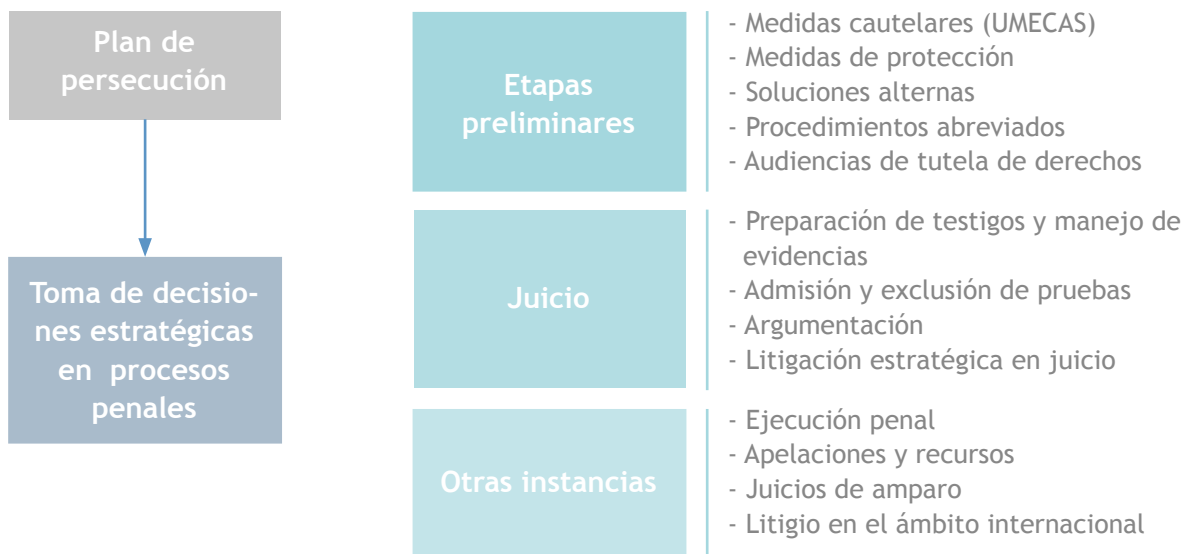 Plan de
persecución
Toma de decisio-
nes estratégicas
en procesos
penales
Etapas
preliminares
- Medidas cautelares (UMECAS)
- Medidas de protección
- Soluciones alternas
- Procedimientos abreviados
- Audiencias de tutela de derechos
Juicio
- Preparación de testigos y manejo de
evidencias
- Admisión y exclusión de pruebas
- Argumentación
- Litigación estratégica en juicio
Otras instancias
- Ejecución penal
- Apelaciones y recursos
- Juicios de amparo
- Litigio en el ámbito internacional